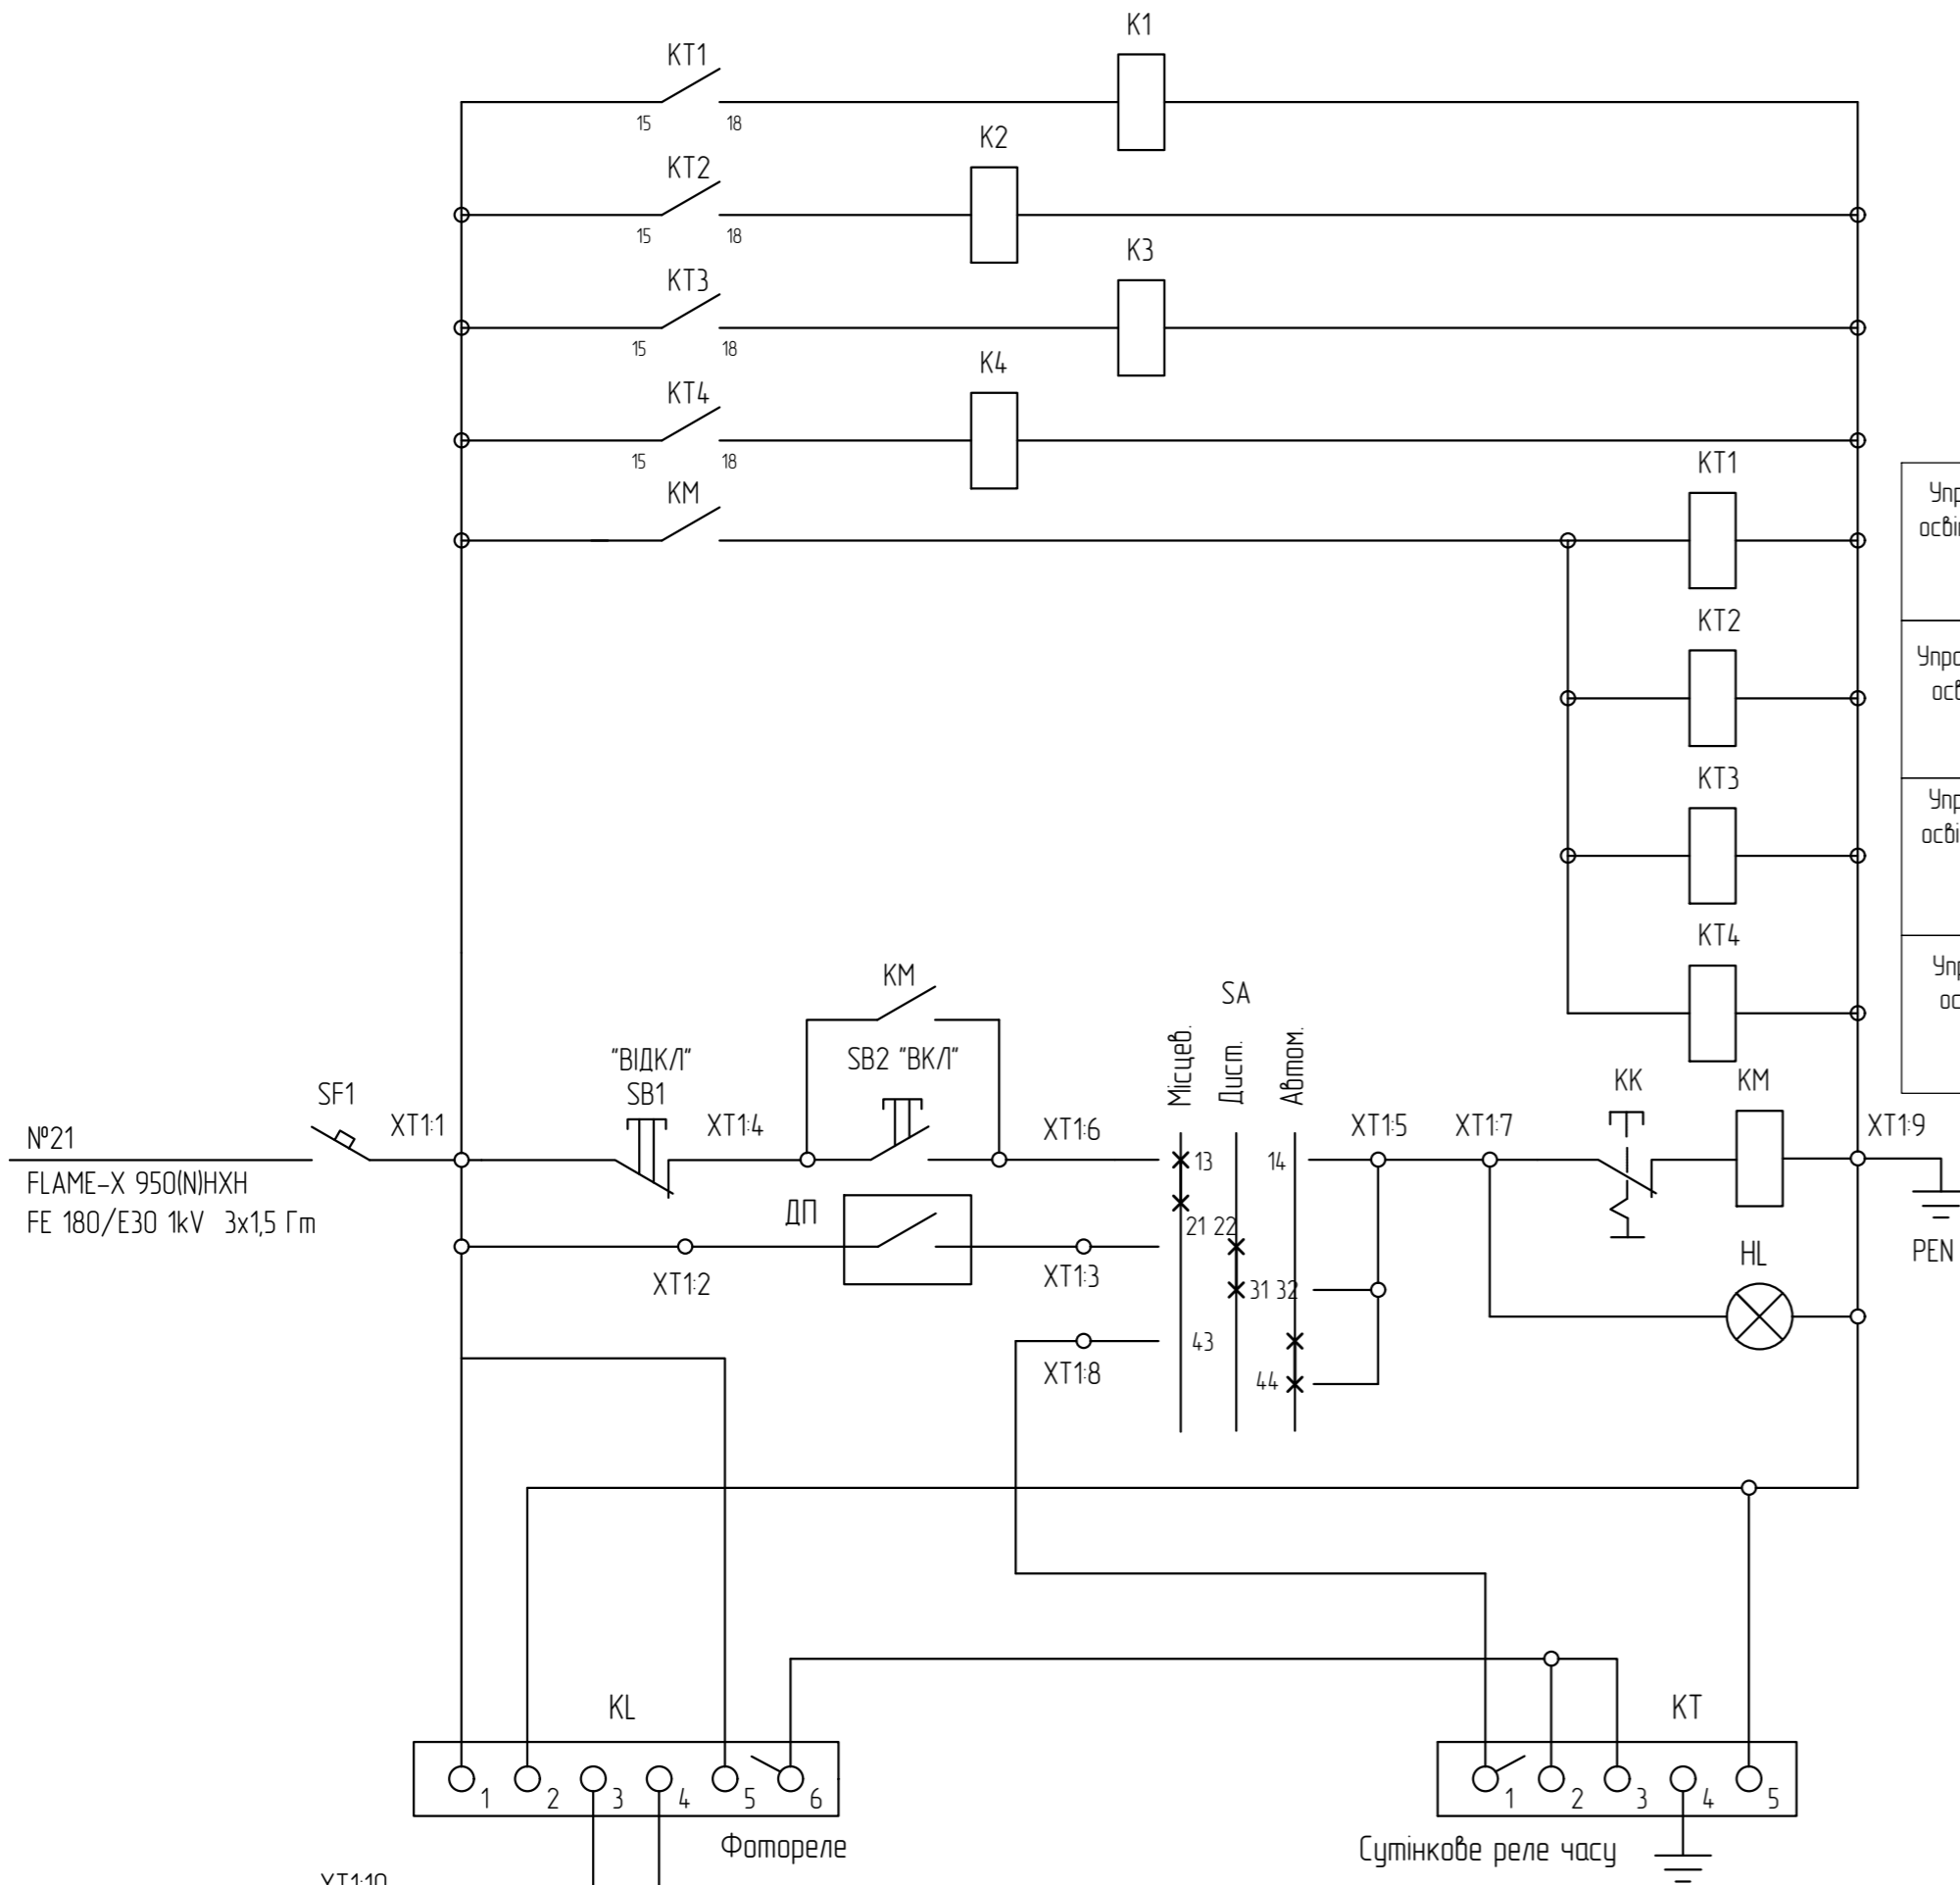 K1
KT1
15 18
K2
KT2
15 18
K3
KT3
15 18
K4
KT4
15 18
KM
KT1
KT2
KT3
KT4
KM
SA
Місцев.
Дист.
Автом.
"ВІДКЛ"
SB1
SB2 "ВКЛ"
SF1
XT1:1
XT1:4
XT1:6
13
14
XT1:5
XT1:7
KK
KM
XT1:9
№21
FLAME-X 950(N)HXH
FE 180/E30 1kV 3x1,5 Гт
ДП
21 22
XT1:2
XT1:3
31 32
HL
PEN
43
XT1:8
44
KL
KT
1 2 3 4 5 6
1 2 3 4 5
Фотореле
Сутінкове реле часу
XT1:10